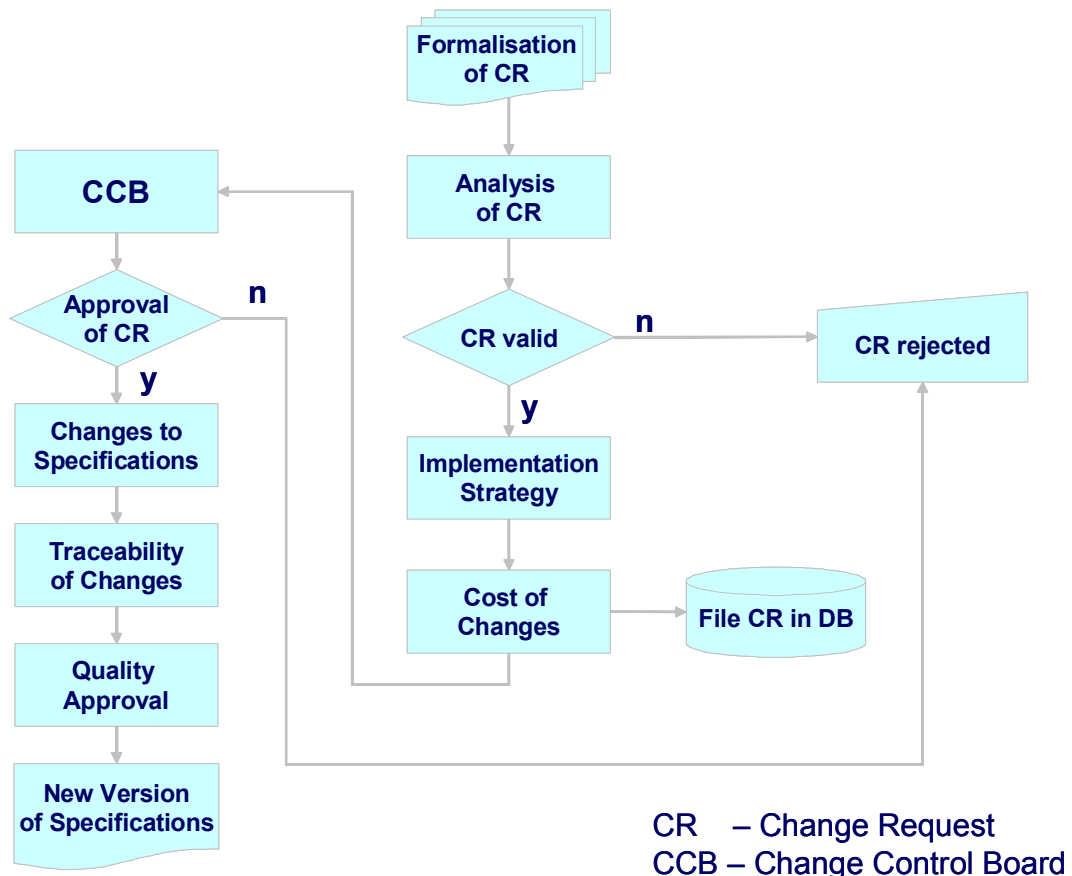 Formalisation
of CR
Analysis
of CR
CR valid
n
CR rejected
y
Implementation
Strategy
Cost of
Changes
File CR in DB
CCB
Approval
of CR
n
y
Changes to
Specifications
Traceability
of Changes
Quality
Approval
New Version
of Specifications
CR – Change Request
CCB – Change Control Board